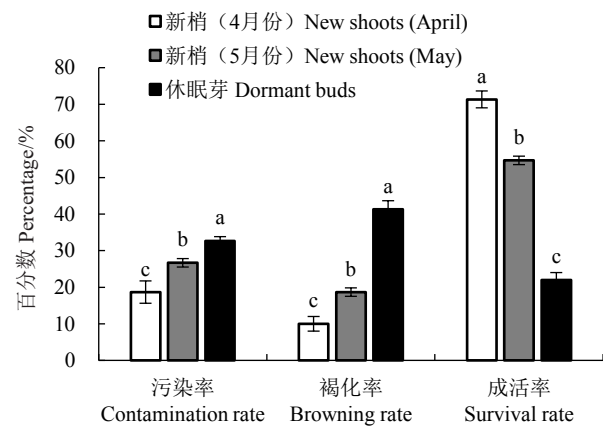 新梢（4月份）New shoots (April)
新梢（5月份）New shoots (May)
休眠芽 Dormant buds
百分数 Percentage/%
80
70
60
50
40
30
20
10
0
c
b
a
c
b
a
a
b
c
污染率
Contamination rate
褐化率
Browning rate
成活率
Survival rate